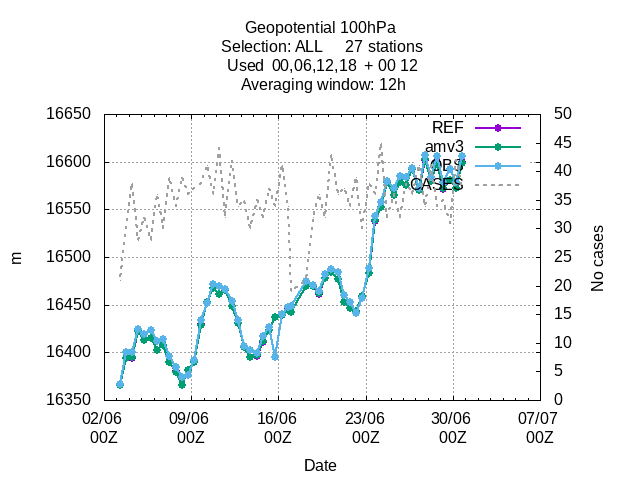 Geopotential 100hPa
Selection: ALL 27 stations
Used 00,06,12,18 + 00 12
Averaging window: 12h
16650
16600
16550
16500
16450
16400
16350
m
50
45
40
35
30
25
20
15
10
5
0
No cases
REF
amv3
OBS
CASES
02/06 09/06 16/06 23/06 30/06 07/07
00Z 00Z 00Z 00Z 00Z 00Z
Date